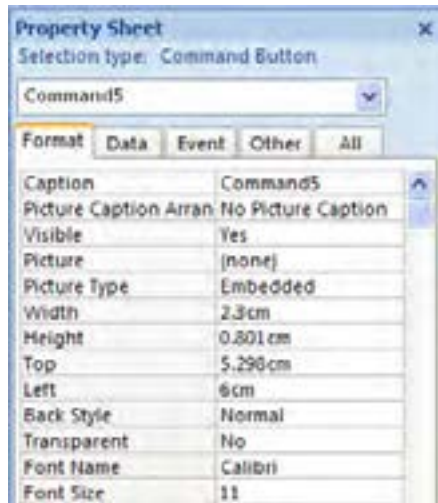 Property Sheet
Selection type: Command Button
Command5
Format Data Event Other All
Caption Command5
Picture Caption Arran No Picture Caption
Visible Yes
Picture (none)
Picture Type Embedded
Width 2.3cm
Height 0.801cm
Top 5.298cm
Left 6cm
Back Style Normal
Transparent No
Font Name Calibri
Font Size 11